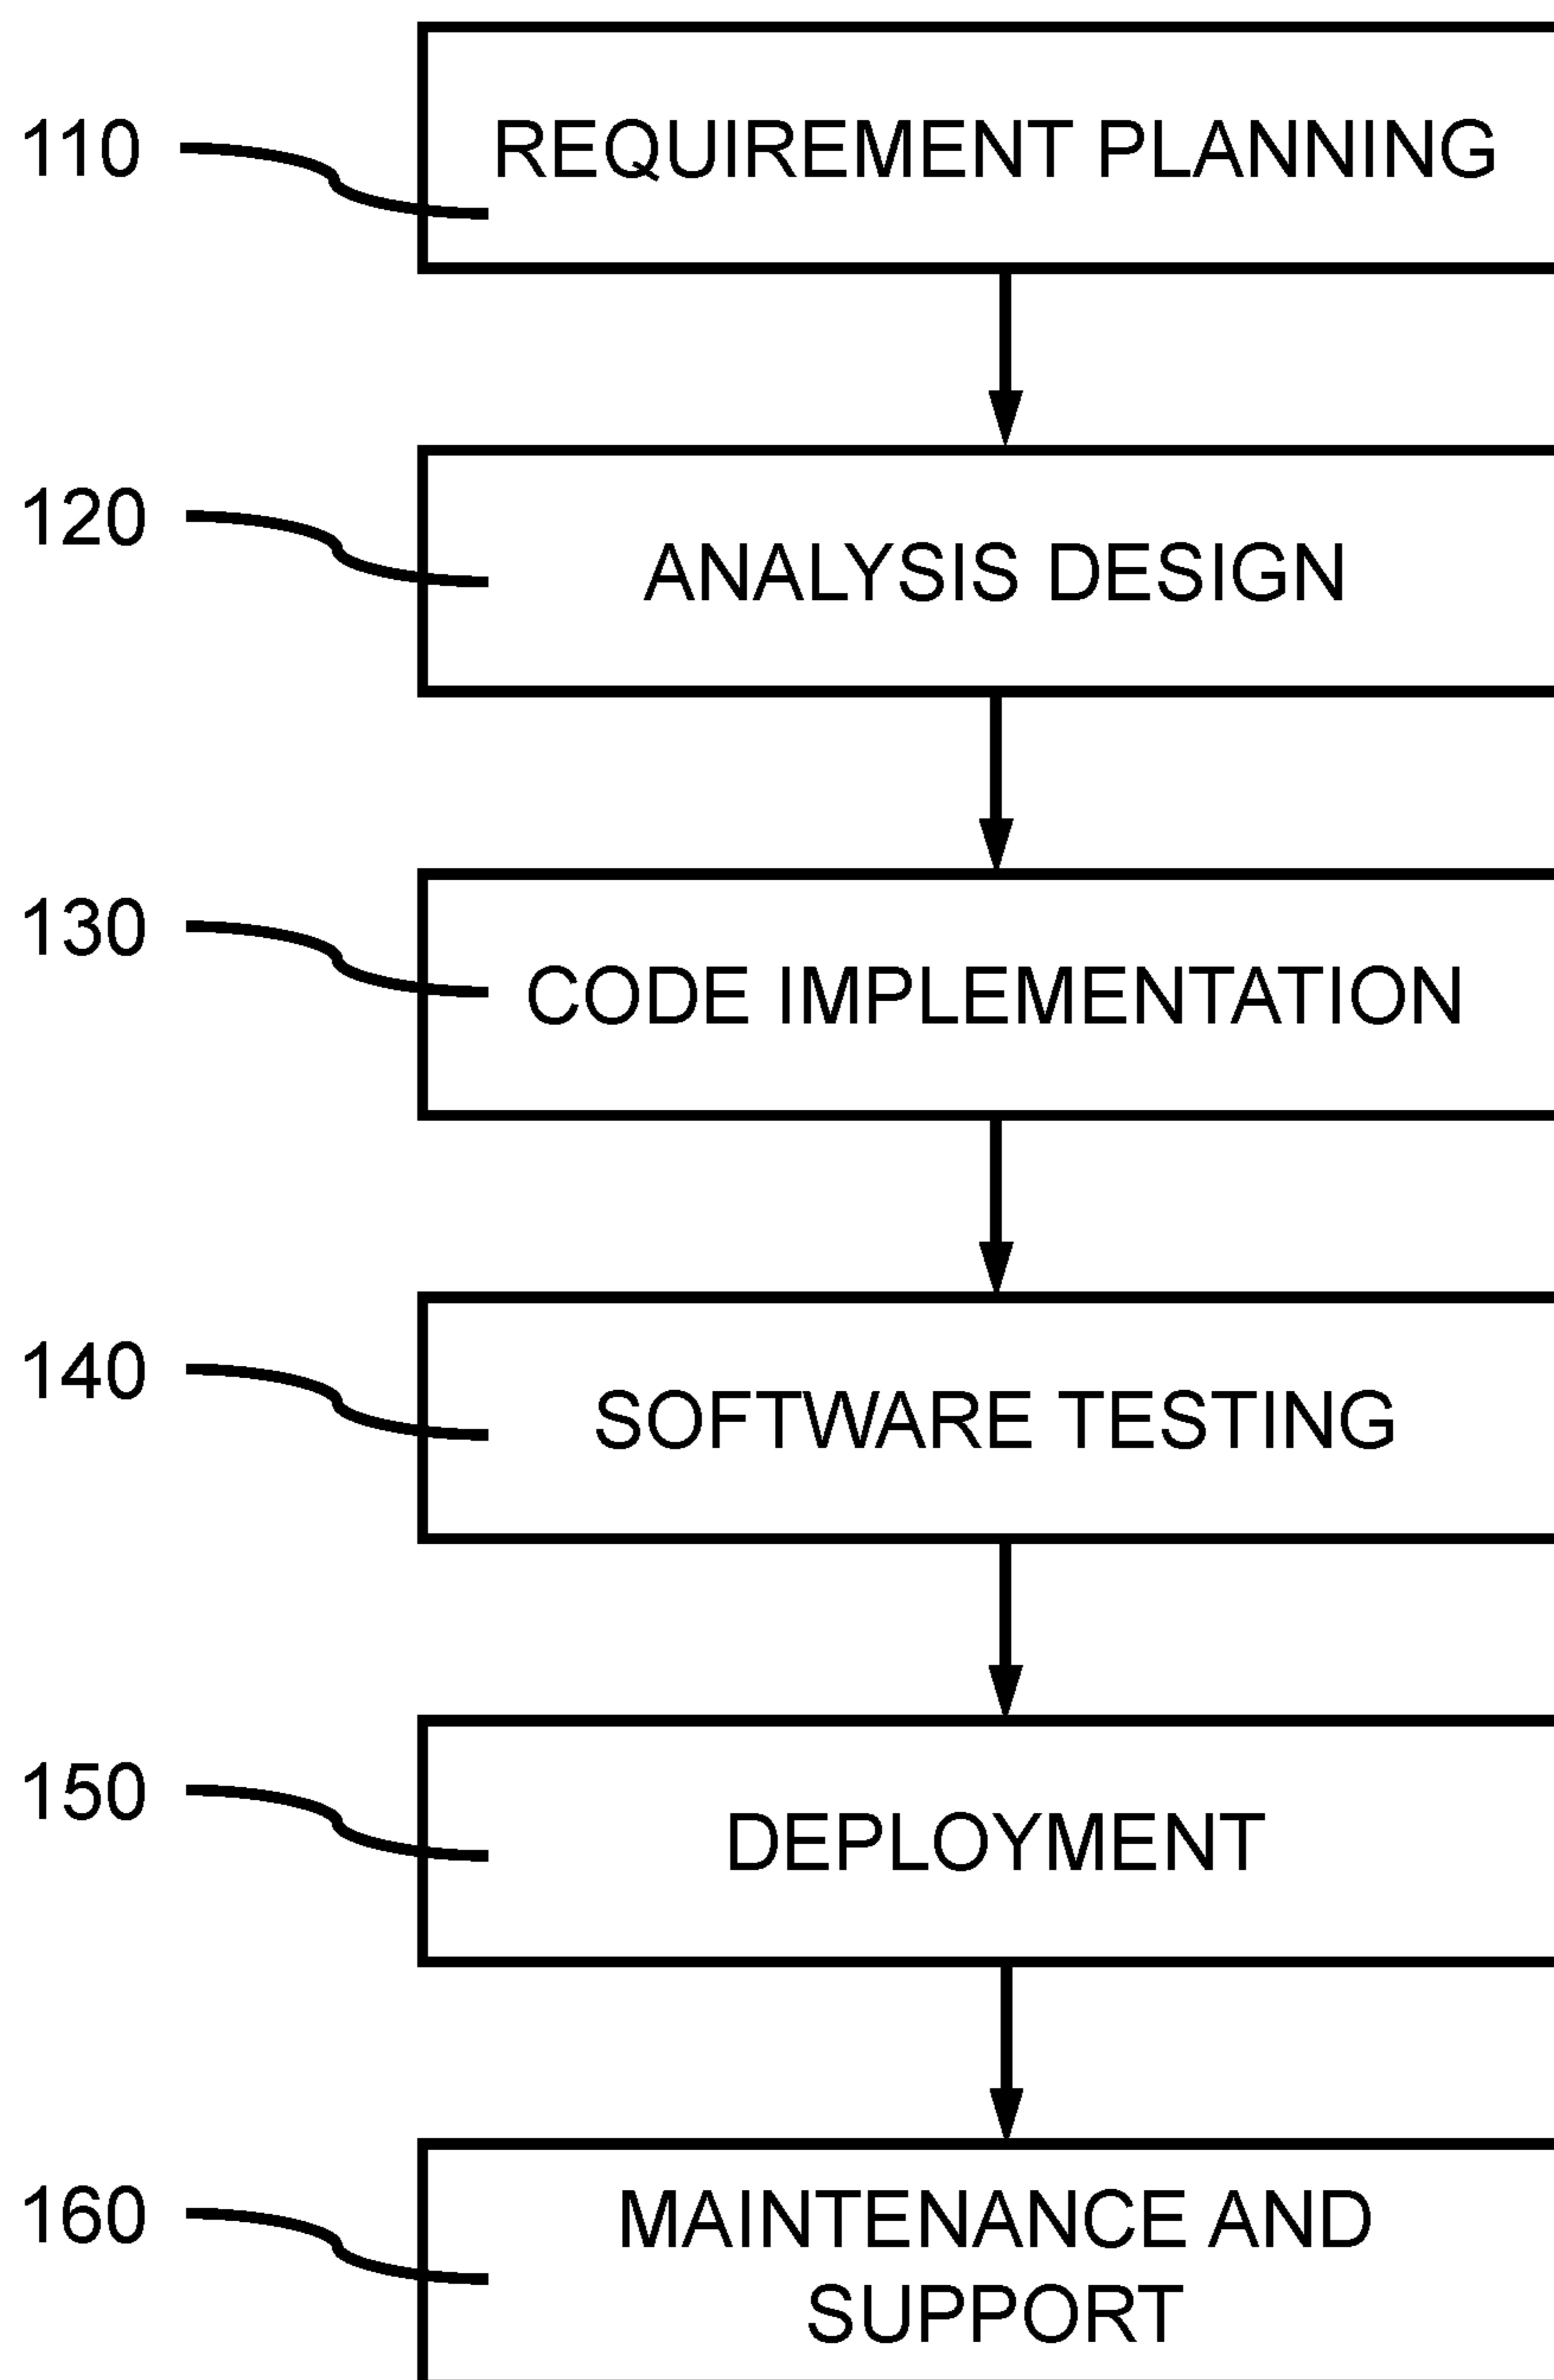 110
REQUIREMENT PLANNING
120
ANALYSIS DESIGN
130
CODE IMPLEMENTATION
140
SOFTWARE TESTING
150
DEPLOYMENT
160
MAINTENANCE AND
SUPPORT